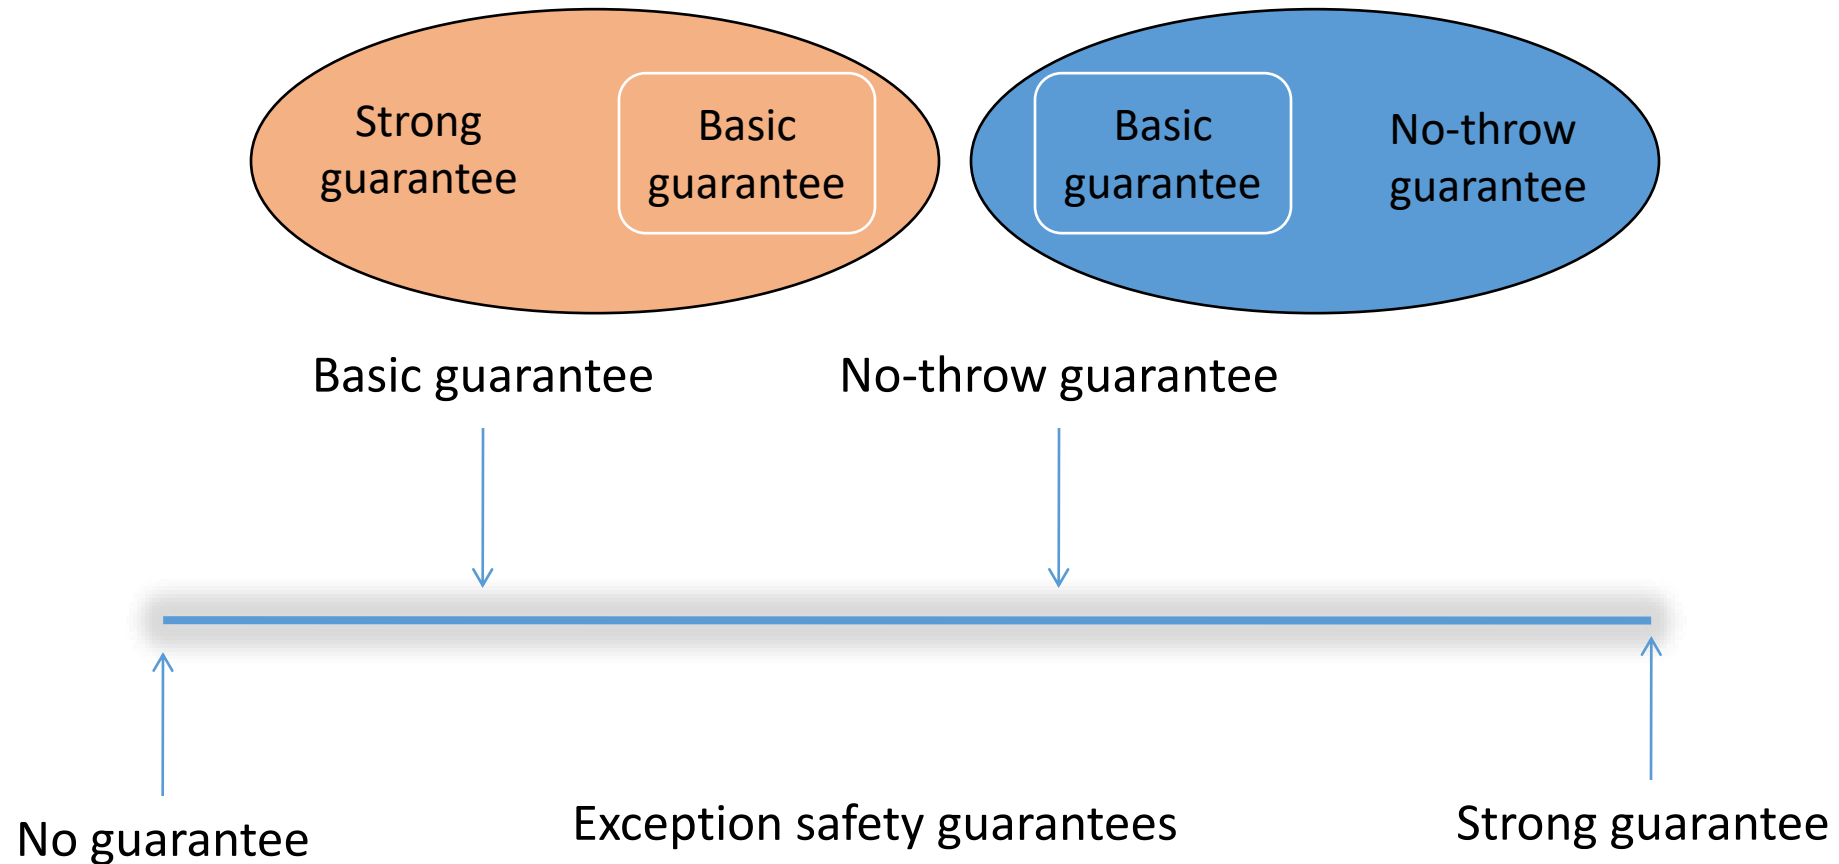 Strong
guarantee
Basic
guarantee
Basic
guarantee
No-throw
guarantee
Basic guarantee
No-throw guarantee
No guarantee
Exception safety guarantees
Strong guarantee